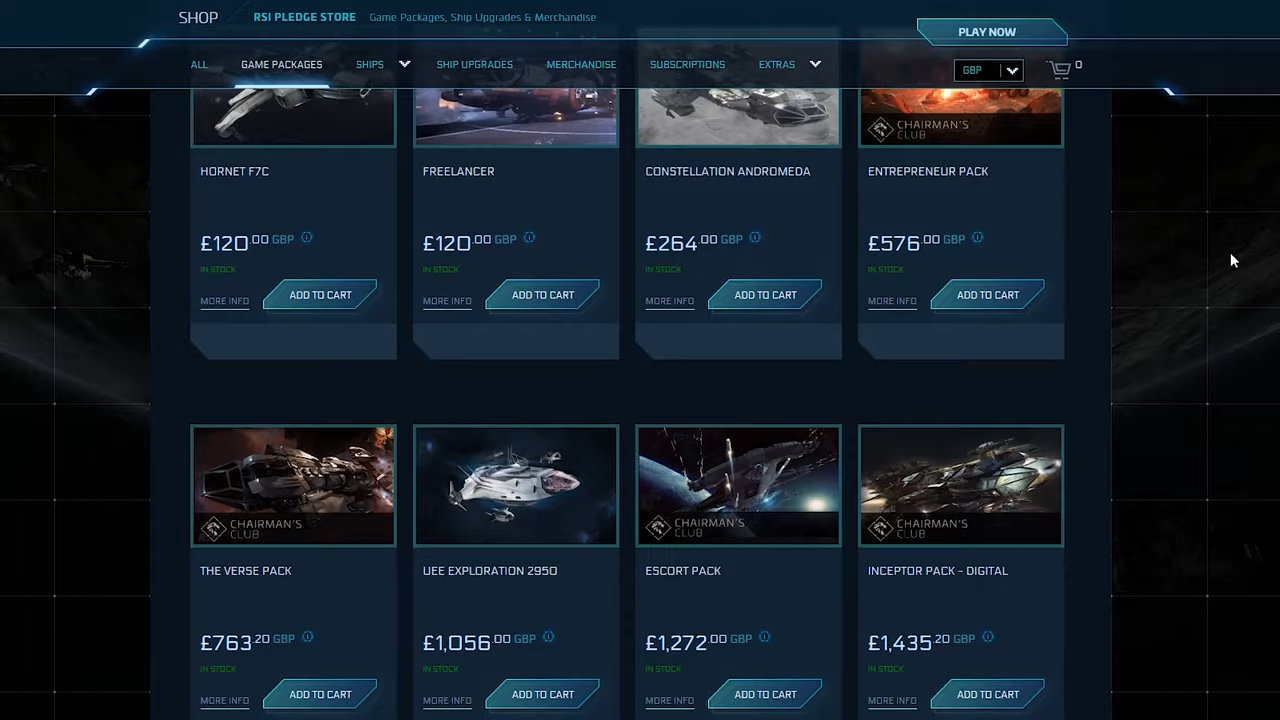 SHOP
RSI PLEDGE STORE Game Packages, Ship Upgrades & Merchandise
PLAY NOW
ALL GAME PACKAGES SHIPS SHIP UPGRADES MERCHANDISE SUBSCRIPTIONS EXTRAS GBP 0
CHAIRMAN'S
CLUB
HORNET F7C FREELANCER CONSTELLATION ANDROMEDA ENTREPRENEUR PACK
£120.00 GBP £120.00 GBP £264.00 GBP £576.00 GBP
IN STOCK IN STOCK IN STOCK IN STOCK
MORE INFO ADD TO CART MORE INFO ADD TO CART MORE INFO ADD TO CART MORE INFO ADD TO CART
CHAIRMAN'S CHAIRMAN'S CHAIRMAN'S
CLUB CLUB CLUB
THE VERSE PACK UEE EXPLORATION 2950 ESCORT PACK INCEPTOR PACK - DIGITAL
£763.20 GBP £1,056.00 GBP £1,272.00 GBP £1,435.20 GBP
IN STOCK IN STOCK IN STOCK IN STOCK
MORE INFO ADD TO CART MORE INFO ADD TO CART MORE INFO ADD TO CART MORE INFO ADD TO CART